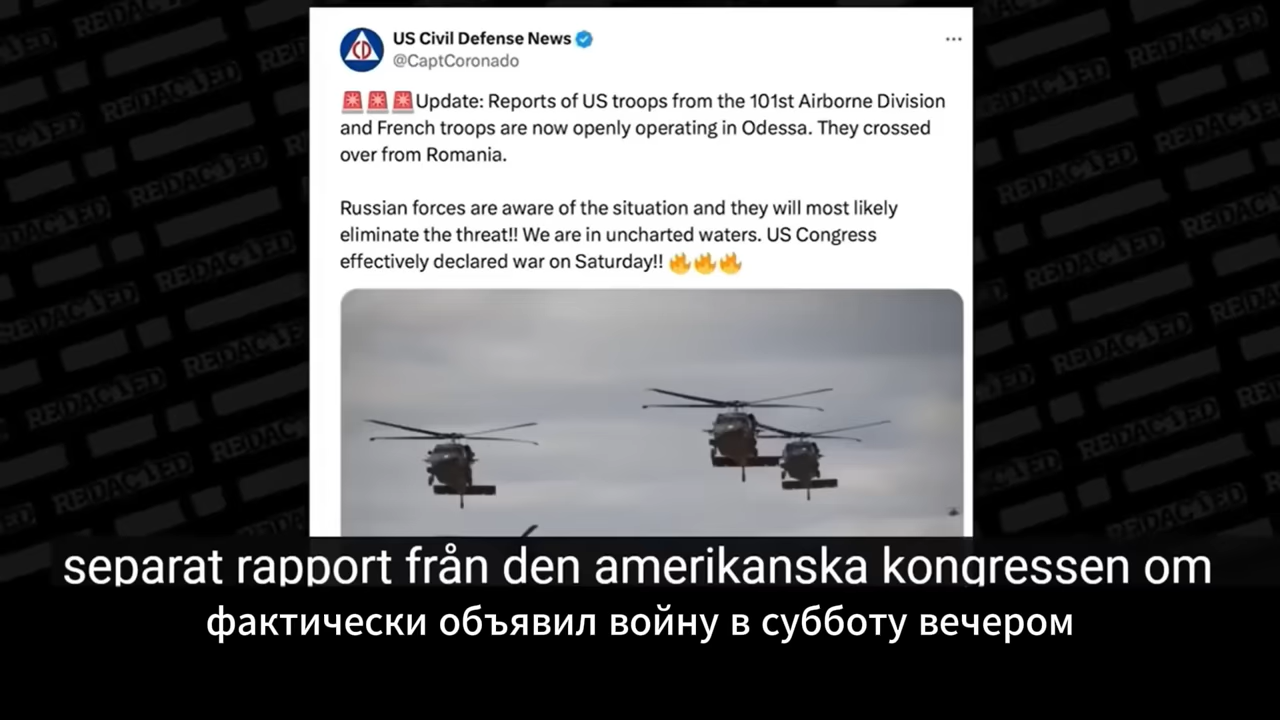 US Civil Defense News
@CaptCoronado
🚨🚨🚨Update: Reports of US troops from the 101st Airborne Division
and French troops are now openly operating in Odessa. They crossed
over from Romania.
Russian forces are aware of the situation and they will most likely
eliminate the threat!! We are in uncharted waters. US Congress
effectively declared war on Saturday!! 🔥🔥🔥
separat rapport från den amerikanska kongressen om
фактически объявил войну в субботу вечером
REDACTED